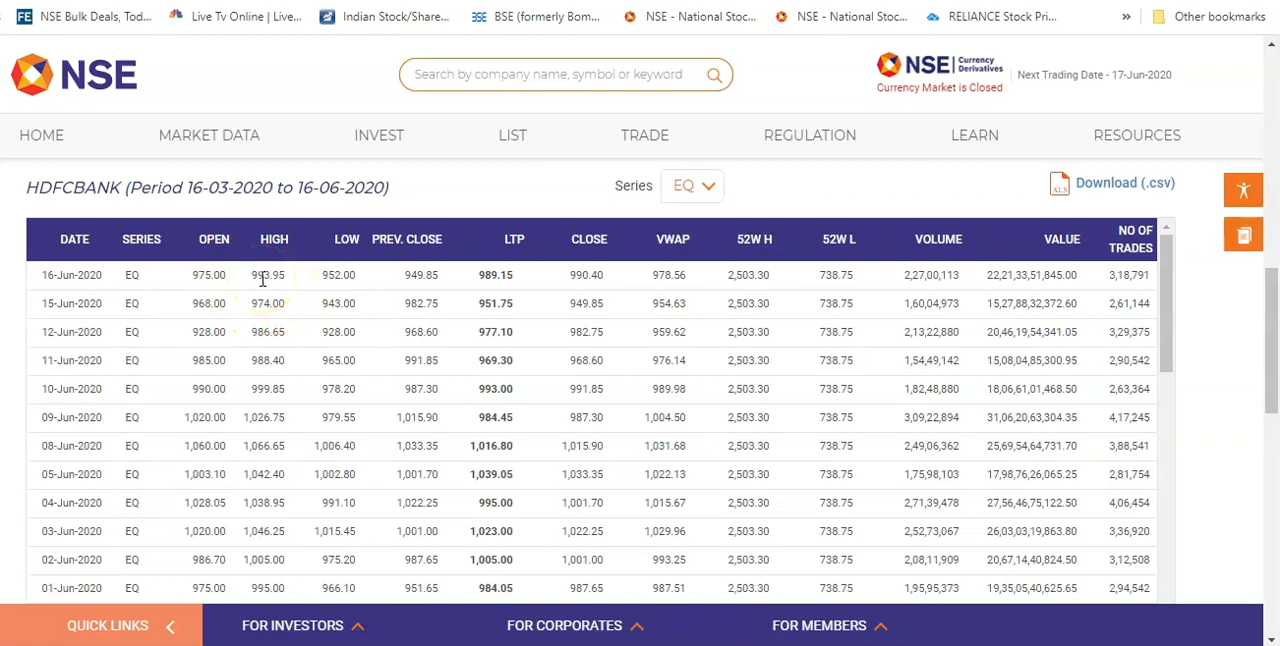 NSE Bulk Deals, Tod... Live Tv Online | Live... Indian Stock/Share... BSE (formerly Bom... NSE - National Stoc... NSE - National Stoc... RELIANCE Stock Pri... » Other bookmarks
NSE Search by company name, symbol or keyword NSE Currency Derivatives Next Trading Date - 17-Jun-2020
Currency Market is Closed
HOME MARKET DATA INVEST LIST TRADE REGULATION LEARN RESOURCES
HDFCBANK (Period 16-03-2020 to 16-06-2020) Series EQ XLS Download (.csv)
DATE SERIES OPEN HIGH LOW PREV. CLOSE LTP CLOSE VWAP 52W H 52W L VOLUME VALUE NO OF TRADES
16-Jun-2020 EQ 975.00 993.95 952.00 949.85 989.15 990.40 978.56 2,503.30 738.75 2,27,00,113 22,21,33,51,845.00 3,18,791
15-Jun-2020 EQ 968.00 974.00 943.00 982.75 951.75 949.85 954.63 2,503.30 738.75 1,60,04,973 15,27,88,32,372.60 2,61,144
12-Jun-2020 EQ 928.00 986.65 928.00 968.60 977.10 982.75 959.62 2,503.30 738.75 2,13,22,880 20,46,19,54,341.05 3,29,375
11-Jun-2020 EQ 985.00 988.40 965.00 991.85 969.30 968.60 976.14 2,503.30 738.75 1,54,49,142 15,08,04,85,300.95 2,90,542
10-Jun-2020 EQ 990.00 999.85 978.20 987.30 993.00 991.85 989.98 2,503.30 738.75 1,82,48,880 18,06,61,01,468.50 2,63,364
09-Jun-2020 EQ 1,020.00 1,026.75 979.55 1,015.90 984.45 987.30 1,004.50 2,503.30 738.75 3,09,22,894 31,06,20,63,304.35 4,17,245
08-Jun-2020 EQ 1,060.00 1,066.65 1,006.40 1,033.35 1,016.80 1,015.90 1,031.68 2,503.30 738.75 2,49,06,362 25,69,54,64,731.70 3,88,541
05-Jun-2020 EQ 1,003.10 1,042.40 1,002.80 1,001.70 1,039.05 1,033.35 1,022.13 2,503.30 738.75 1,75,98,103 17,98,76,26,065.25 2,81,754
04-Jun-2020 EQ 1,028.05 1,038.95 991.10 1,022.25 995.00 1,001.70 1,015.67 2,503.30 738.75 2,71,39,478 27,56,46,75,122.50 4,06,454
03-Jun-2020 EQ 1,020.00 1,046.25 1,015.45 1,001.00 1,023.00 1,022.25 1,029.96 2,503.30 738.75 2,52,73,067 26,03,03,19,863.80 3,36,920
02-Jun-2020 EQ 986.70 1,005.00 975.20 987.65 1,005.00 1,001.00 993.25 2,503.30 738.75 2,08,11,909 20,67,14,40,824.50 3,12,508
01-Jun-2020 EQ 975.00 995.00 966.10 951.65 984.05 987.65 987.51 2,503.30 738.75 1,95,95,373 19,35,05,40,625.65 2,94,542
QUICK LINKS FOR INVESTORS FOR CORPORATES FOR MEMBERS